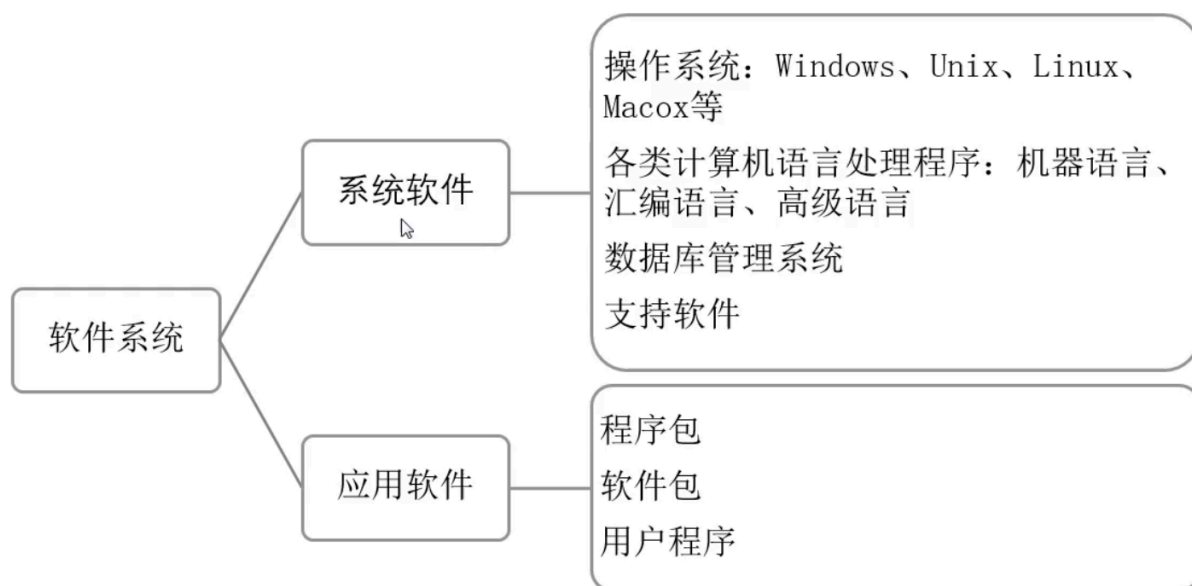 软件系统
系统软件
操作系统：Windows、Unix、Linux、
Macox等
各类计算机语言处理程序：机器语言、
汇编语言、高级语言
数据库管理系统
支持软件
应用软件
程序包
软件包
用户程序